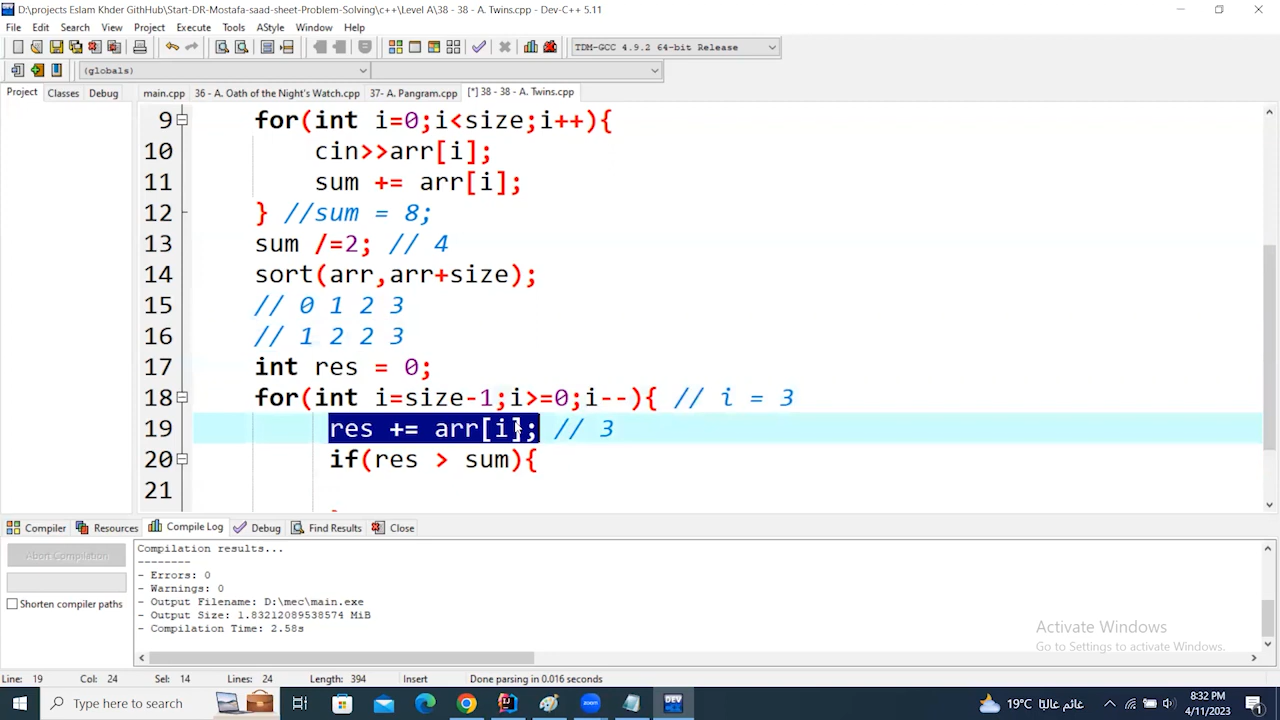 D:\projects Eslam Khder GithHub\Start-DR-Mostafa-saad-sheet-Problem-Solving\c++\Level A\38 - 38 - A. Twins.cpp - Dev-C++ 5.11
File Edit Search View Project Execute Tools AStyle Window Help
TDM-GCC 4.9.2 64-bit Release
(globals)
Project Classes Debug main.cpp 36 - A. Oath of the Night's Watch.cpp 37- A. Pangram.cpp [*] 38 - 38 - A. Twins.cpp
9 for(int i=0;i<size;i++){
10 cin>>arr[i];
11 sum += arr[i];
12 } //sum = 8;
13 sum /=2; // 4
14 sort(arr,arr+size);
15 // 0 1 2 3
16 // 1 2 2 3
17 int res = 0;
18 for(int i=size-1;i>=0;i--){ // i = 3
19 res += arr[i]; // 3
20 if(res > sum){
21
Compiler Resources Compile Log Debug Find Results Close
Abort Compilation
Shorten compiler paths
Compilation results...
--------
- Errors: 0
- Warnings: 0
- Output Filename: D:\mec\main.exe
- Output Size: 1.83212089538574 MiB
- Compilation Time: 2.58s
Activate Windows
Go to Settings to activate Windows.
Line: 19 Col: 24 Sel: 14 Lines: 24 Length: 394 Insert Done parsing in 0.016 seconds
Type here to search
DEV
zoom
19°C غائم غالبًا
8:32 PM
4/11/2023
1